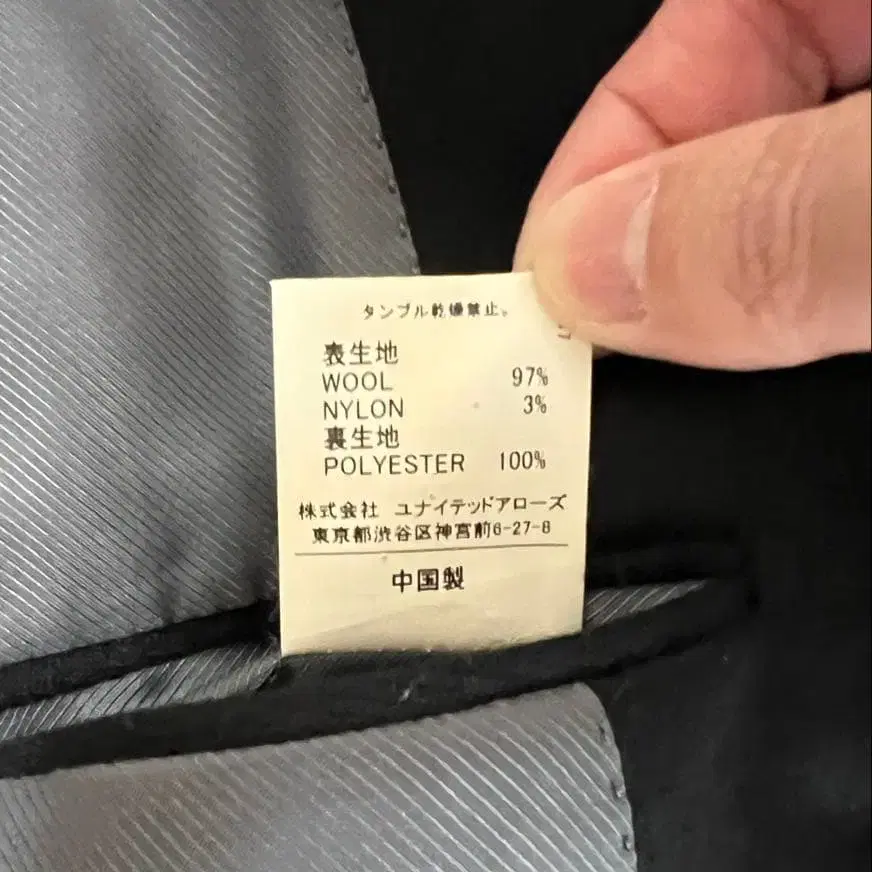 タンブル乾燥禁止。
表生地
WOOL 97%
NYLON 3%
裏生地
POLYESTER 100%
株式会社 ユナイテッドアローズ
東京都渋谷区神宮前6-27-8
中国製